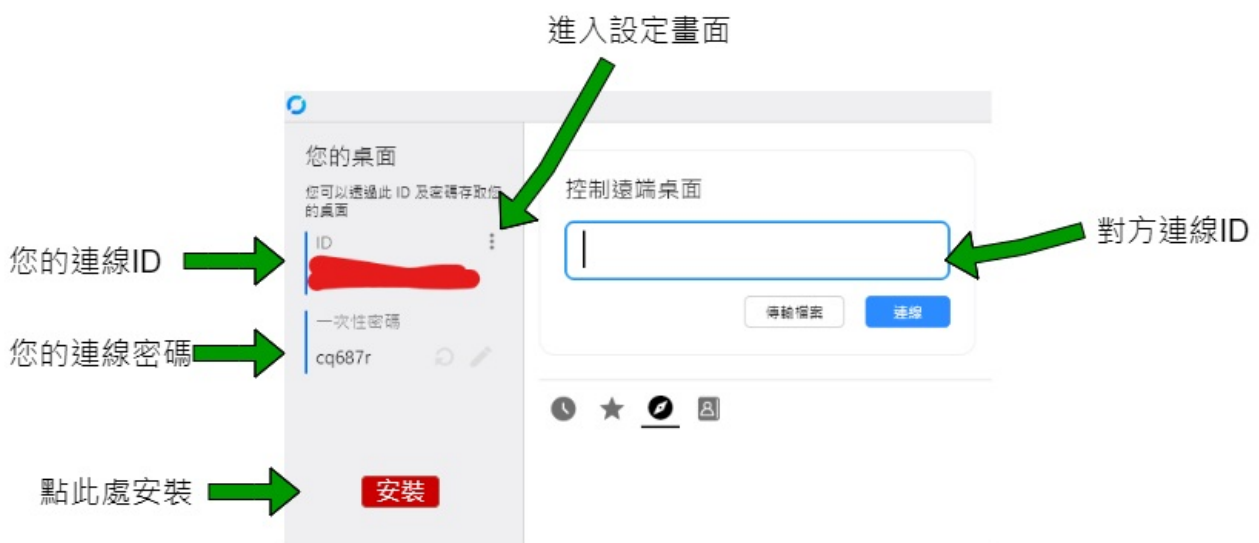 進入設定畫面
您的桌面
您可以透過此 ID 及密碼存取您
的桌面
控制遠端桌面
ID
您的連線ID
對方連線ID
傳輸檔案
連線
一次性密碼
您的連線密碼
cq687r
點此處安裝
安裝